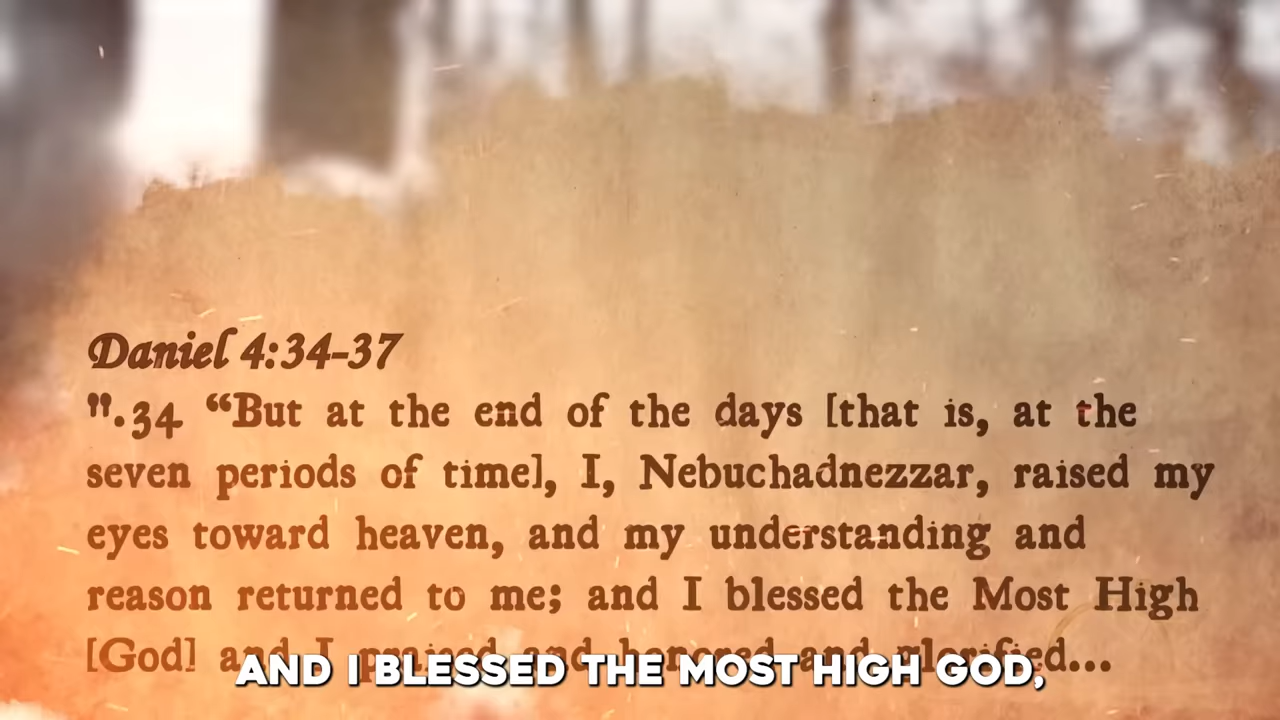 Daniel 4:34-37
".34 “But at the end of the days [that is, at the
seven periods of time], I, Nebuchadnezzar, raised my
eyes toward heaven, and my understanding and
reason returned to me; and I blessed the Most High
[God] and I praised and honored and glorified...
AND I BLESSED THE MOST HIGH GOD,